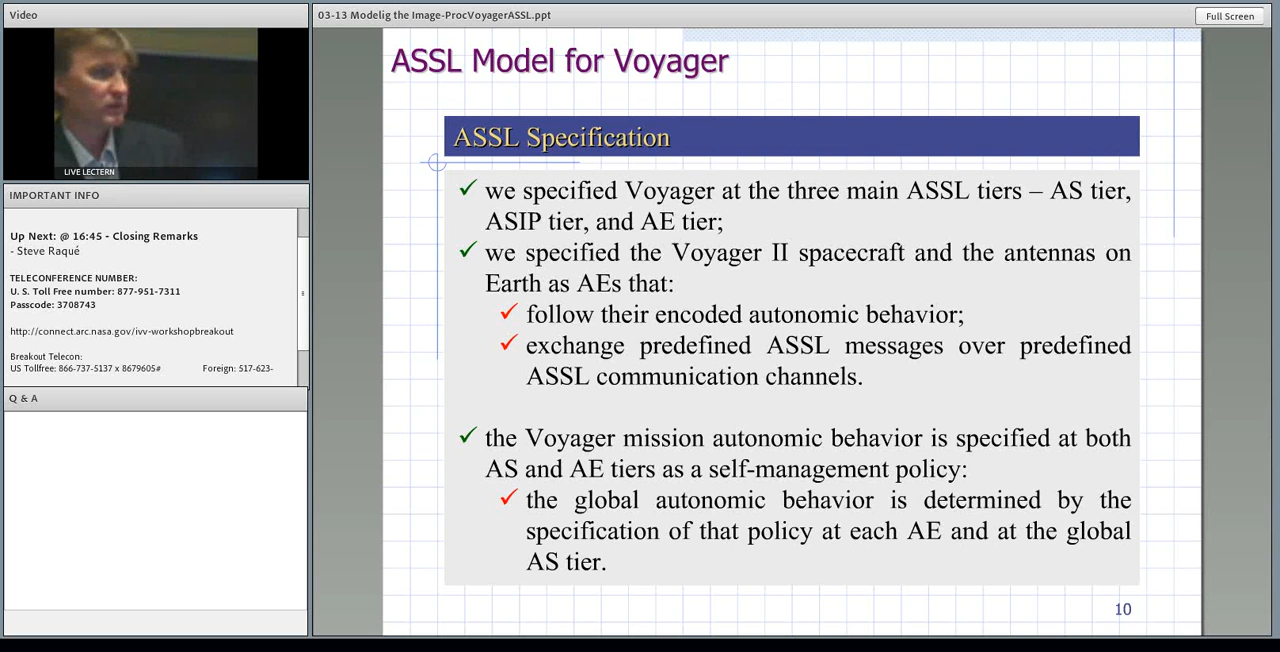 Video
LIVE LECTERN
IMPORTANT INFO
Up Next: @ 16:45 - Closing Remarks
- Steve Raqué
TELECONFERENCE NUMBER:
U. S. Toll Free number: 877-951-7311
Passcode: 3708743
http://connect.arc.nasa.gov/ivv-workshopbreakout
Breakout Telecon:
US Tollfree: 866-737-5137 x 8679605# Foreign: 517-623-
Q & A
03-13 Modelig the Image-ProcVoyagerASSL.ppt
Full Screen
ASSL Model for Voyager
ASSL Specification
✓ we specified Voyager at the three main ASSL tiers – AS tier,
ASIP tier, and AE tier;
✓ we specified the Voyager II spacecraft and the antennas on
Earth as AEs that:
✓ follow their encoded autonomic behavior;
✓ exchange predefined ASSL messages over predefined
ASSL communication channels.
✓ the Voyager mission autonomic behavior is specified at both
AS and AE tiers as a self-management policy:
✓ the global autonomic behavior is determined by the
specification of that policy at each AE and at the global
AS tier.
10